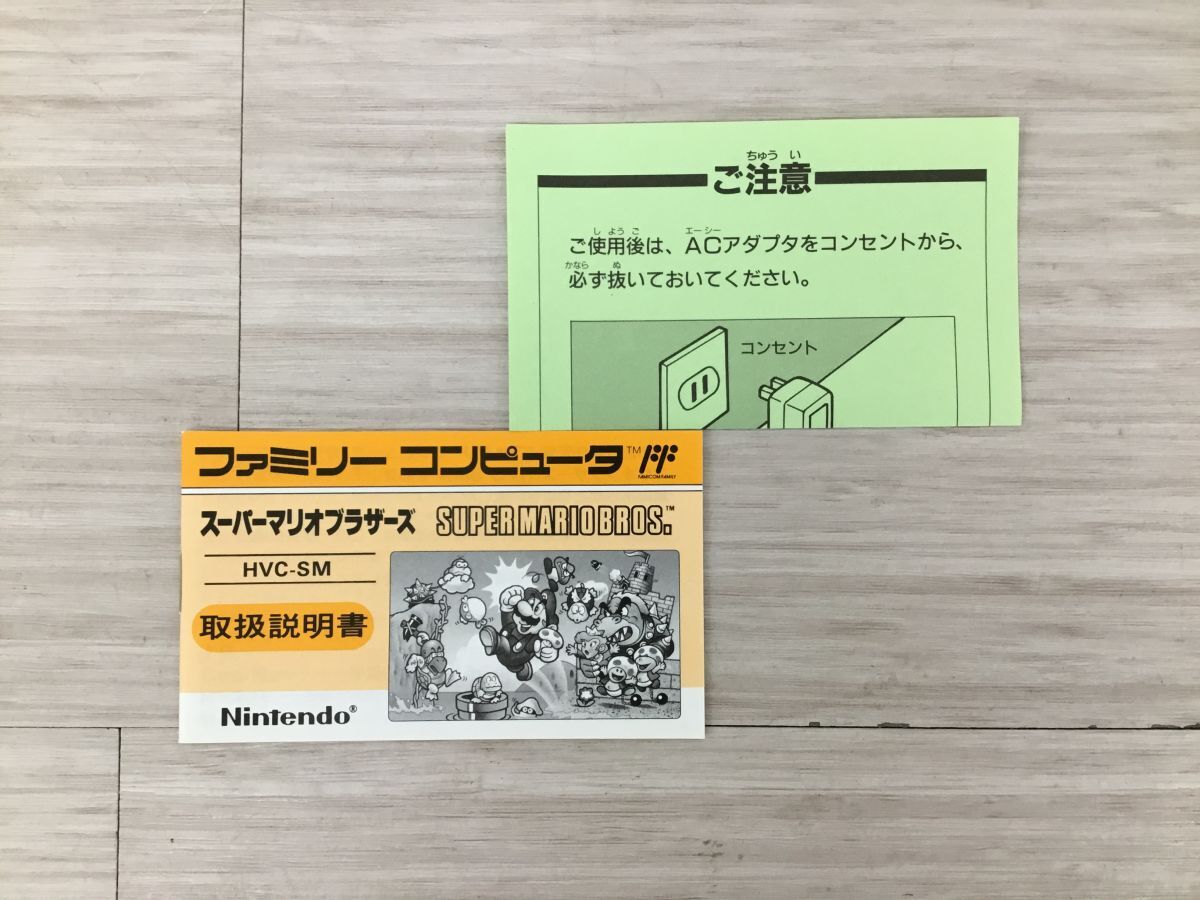 ちゅう い
ご注意
し よう ご エーシー
ご使用後は、ACアダプタをコンセントから、
かなら ぬ
必ず抜いておいてください。
コンセント
ファミリー コンピュータ™
FAMICOM FAMILY
スーパーマリオブラザーズ SUPER MARIO BROS.™
HVC-SM
取扱説明書
Nintendo®